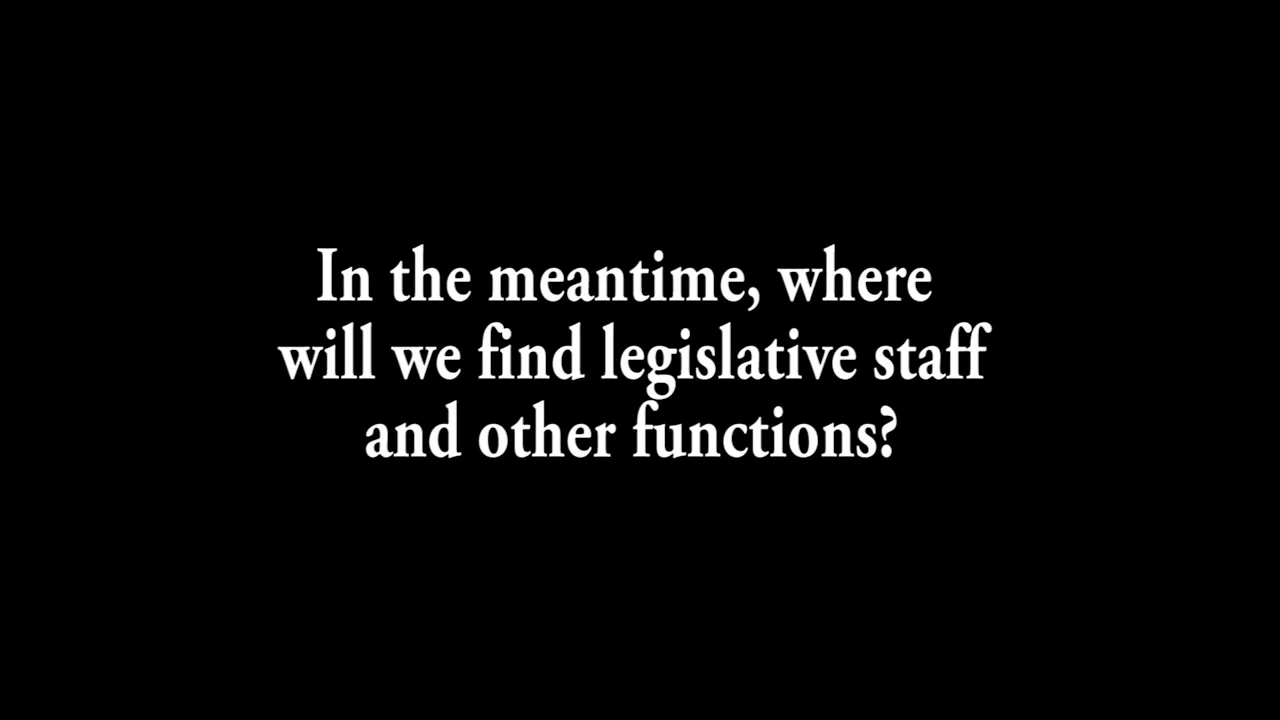 In the meantime, where
will we find legislative staff
and other functions?